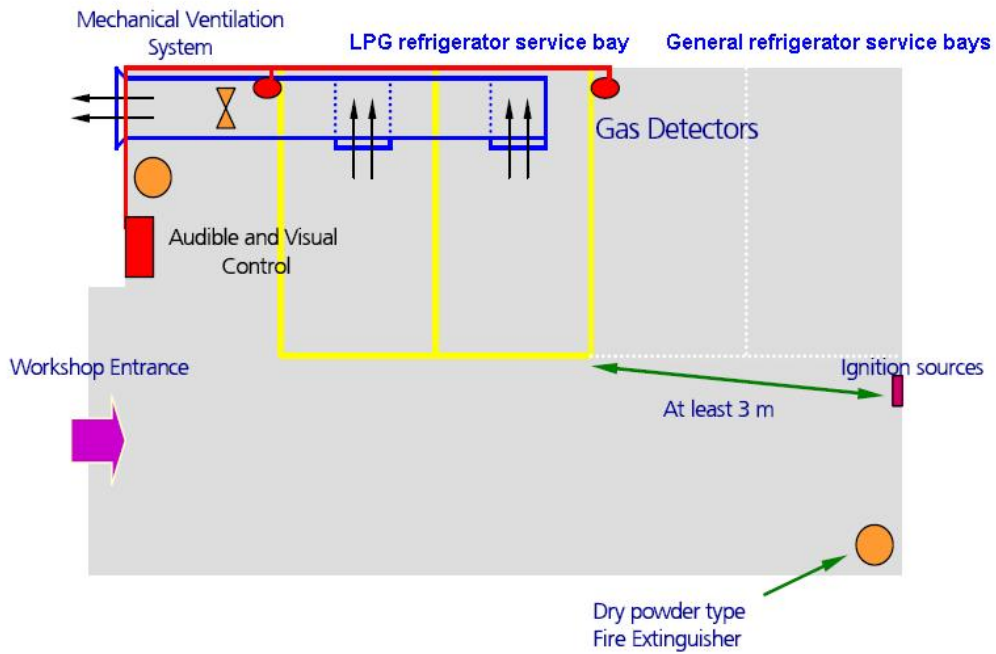 Mechanical Ventilation
System
LPG refrigerator service bay
General refrigerator service bays
Gas Detectors
Audible and Visual
Control
Workshop Entrance
Ignition sources
At least 3 m
Dry powder type
Fire Extinguisher